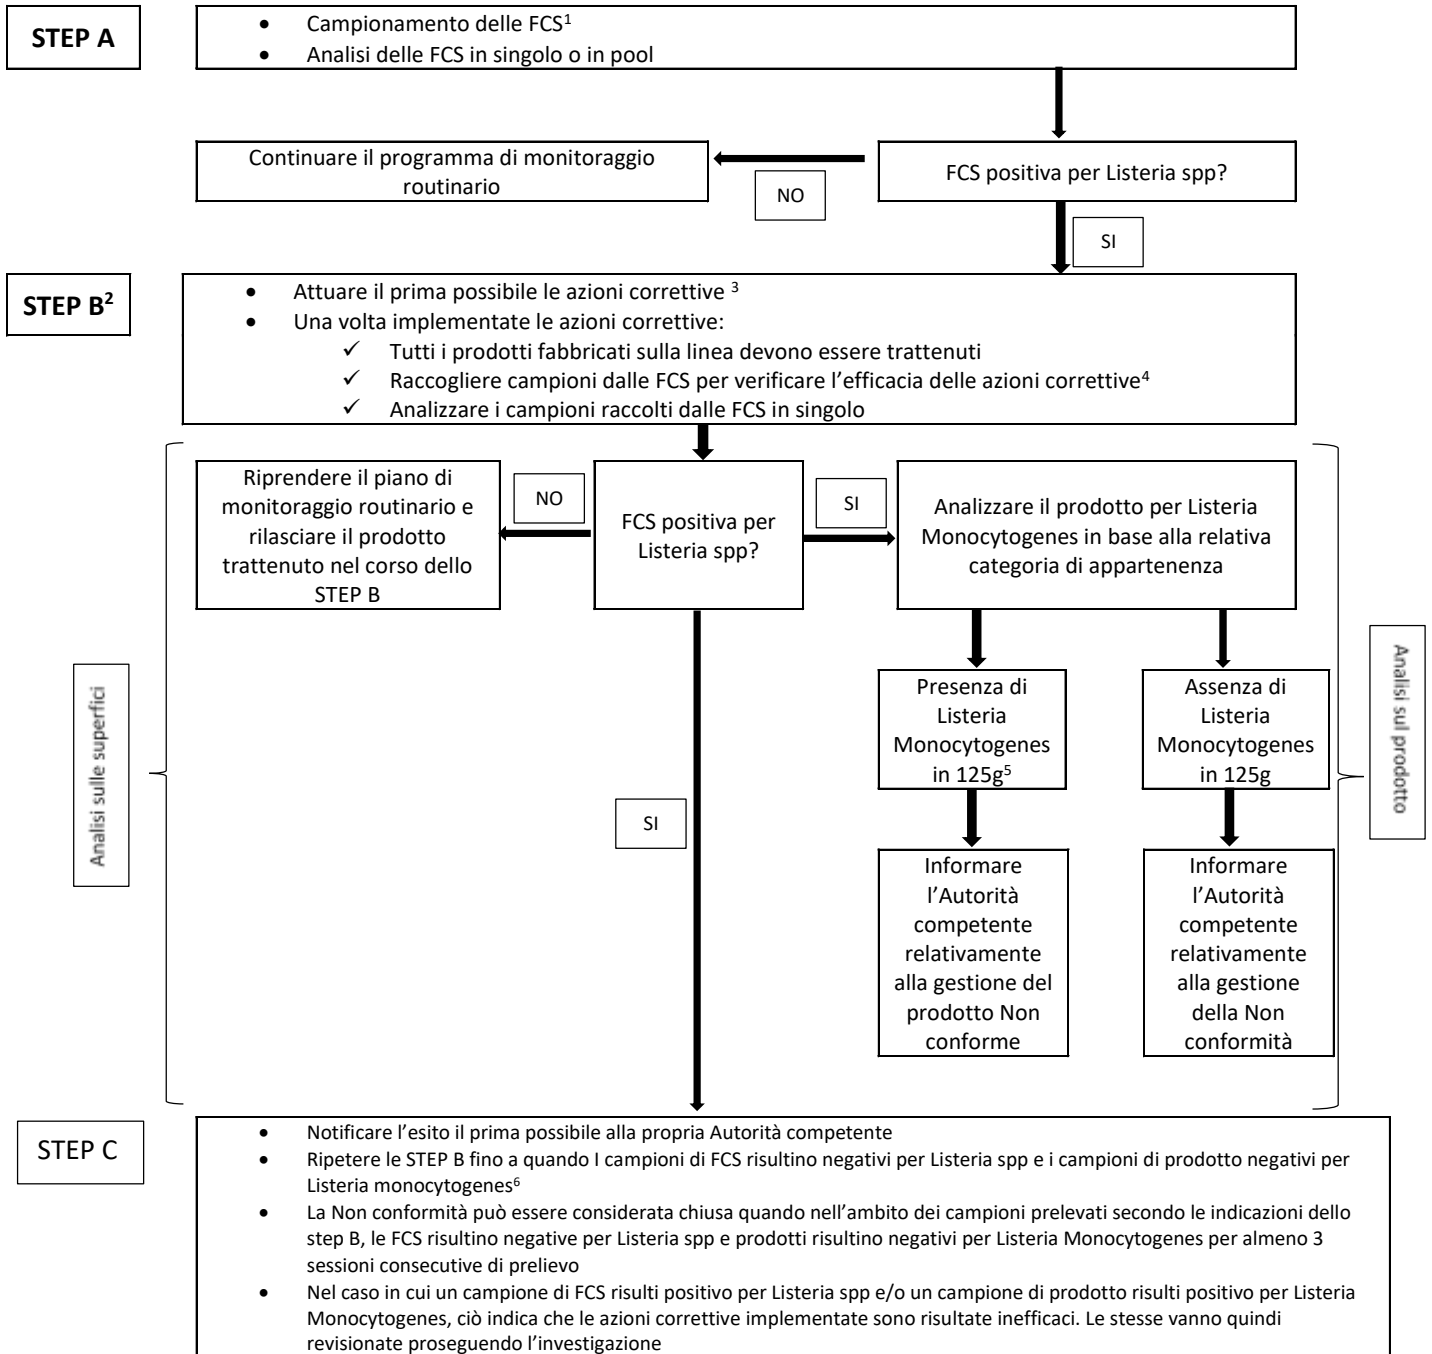 STEP A
• Campionamento delle FCS¹
• Analisi delle FCS in singolo o in pool
Continuare il programma di monitoraggio
routinario
NO
FCS positiva per Listeria spp?
SI
STEP B²
• Attuare il prima possibile le azioni correttive ³
• Una volta implementate le azioni correttive:
✓ Tutti i prodotti fabbricati sulla linea devono essere trattenuti
✓ Raccogliere campioni dalle FCS per verificare l’efficacia delle azioni correttive⁴
✓ Analizzare i campioni raccolti dalle FCS in singolo
Analisi sulle superfici
Riprendere il piano di
monitoraggio routinario e
rilasciare il prodotto
trattenuto nel corso dello
STEP B
NO
FCS positiva per
Listeria spp?
SI
Analizzare il prodotto per Listeria
Monocytogenes in base alla relativa
categoria di appartenenza
Presenza di
Listeria
Monocytogenes
in 125g⁵
Assenza di
Listeria
Monocytogenes
in 125g
Analisi sul prodotto
SI
Informare
l’Autorità
competente
relativamente
alla gestione del
prodotto Non
conforme
Informare
l’Autorità
competente
relativamente
alla gestione
della Non
conformità
STEP C
• Notificare l’esito il prima possibile alla propria Autorità competente
• Ripetere le STEP B fino a quando I campioni di FCS risultino negativi per Listeria spp e i campioni di prodotto negativi per
Listeria monocytogenes⁶
• La Non conformità può essere considerata chiusa quando nell’ambito dei campioni prelevati secondo le indicazioni dello
step B, le FCS risultino negative per Listeria spp e prodotti risultino negativi per Listeria Monocytogenes per almeno 3
sessioni consecutive di prelievo
• Nel caso in cui un campione di FCS risulti positivo per Listeria spp e/o un campione di prodotto risulti positivo per Listeria
Monocytogenes, ciò indica che le azioni correttive implementate sono risultate inefficaci. Le stesse vanno quindi
revisionate proseguendo l’investigazione